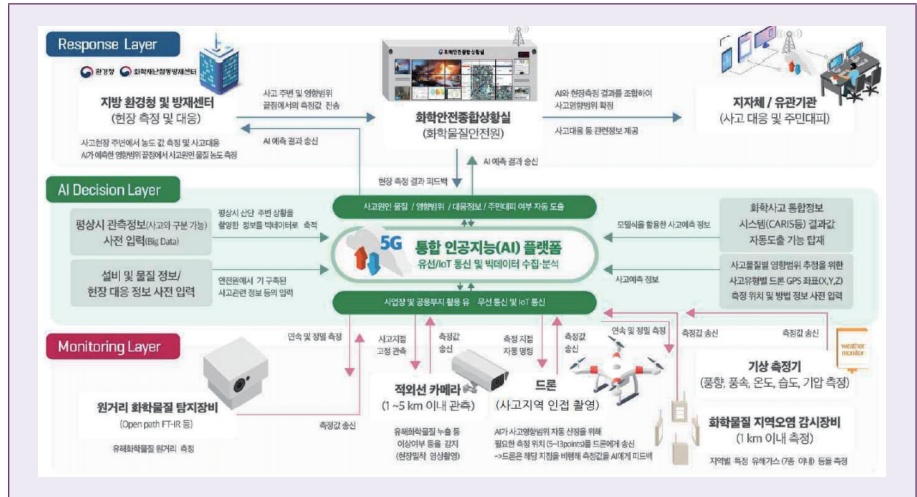 Response Layer
환경청 화학재난합동방재센터
지방 환경청 및 방재센터
(현장 측정 및 대응)
사고현장 주변에서 농도 값 측정 및 사고대응
AI가 예측한 영향범위 끝점에서 사고원인 물질 농도 측정
사고 주변 및 영향범위
끝점에서의 측정값 전송
AI 예측 결과 송신
화학안전종합상황실
화학안전종합상황실
(화학물질안전원)
AI와 현장측정 결과를 조합하여
사고영향범위 확정
사고대응 등 관련정보 제공
지자체 / 유관기관
(사고 대응 및 주민대피)
현장 측정 결과 피드백
AI 예측 결과 송신
AI Decision Layer
평상시 관측정보(사고와 구분 가능)
사전 입력(Big Data)
평상시 산단 주변 상황을
촬영한 정보를 빅데이터로 축적
설비 및 물질 정보/
현장 대응 정보 사전 입력
안전원에서 기 구축된
사고관련 정보 등의 입력
사고원인 물질 / 영향범위 / 대응정보 / 주민대피 여부 자동 도출
5G
통합 인공지능(AI) 플랫폼
유선/IoT 통신 및 빅데이터 수집·분석
사업장 및 공용부지 활용 유 무선 통신 및 IoT 통신
모델식을 활용한 사고예측 정보
화학사고 통합정보
시스템(CARIS등) 결과값
자동도출 가능 탑재
사고예측 정보
사고물질별 영향범위 추정을 위한
사고유형별 드론 GPS 좌표(X,Y,Z)
측정 위치 및 방법 정보 사전 입력
Monitoring Layer
연속 및 정밀 측정
원거리 화학물질 탐지장비
(Open path FT-IR 등)
유해화학물질 원거리 측정
측정값 송신
사고지점
고정 관측
측정값
송신
적외선 카메라
(1~5 km 이내 관측)
유해화학물질 누출 등
이상여부 등을 감지
(현장밀착 영상촬영)
측정 지점
자동 명령
측정값
송신
드론
(사고지역 인접 촬영)
AI가 사고영향범위 자동 산정을 위해
필요한 측정 위치 (5~13points)를 드론에게 송신
->드론은 해당 지점을 비행해 측정값을 AI에게 피드백
연속 및 정밀 측정
측정값 송신
측정값 송신
weather
monitor
기상 측정기
(풍향, 풍속, 온도, 습도, 기압 측정)
화학물질 지역오염 감시장비
(1 km 이내 측정)
지역별 특정 유해가스 (7종 이내) 등을 측정